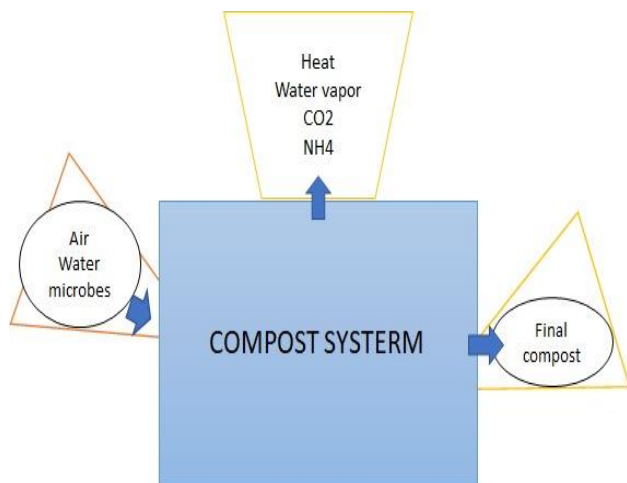 Heat
Water vapor
CO2
NH4
Air
Water
microbes
COMPOST SYSTERM
Final
compost